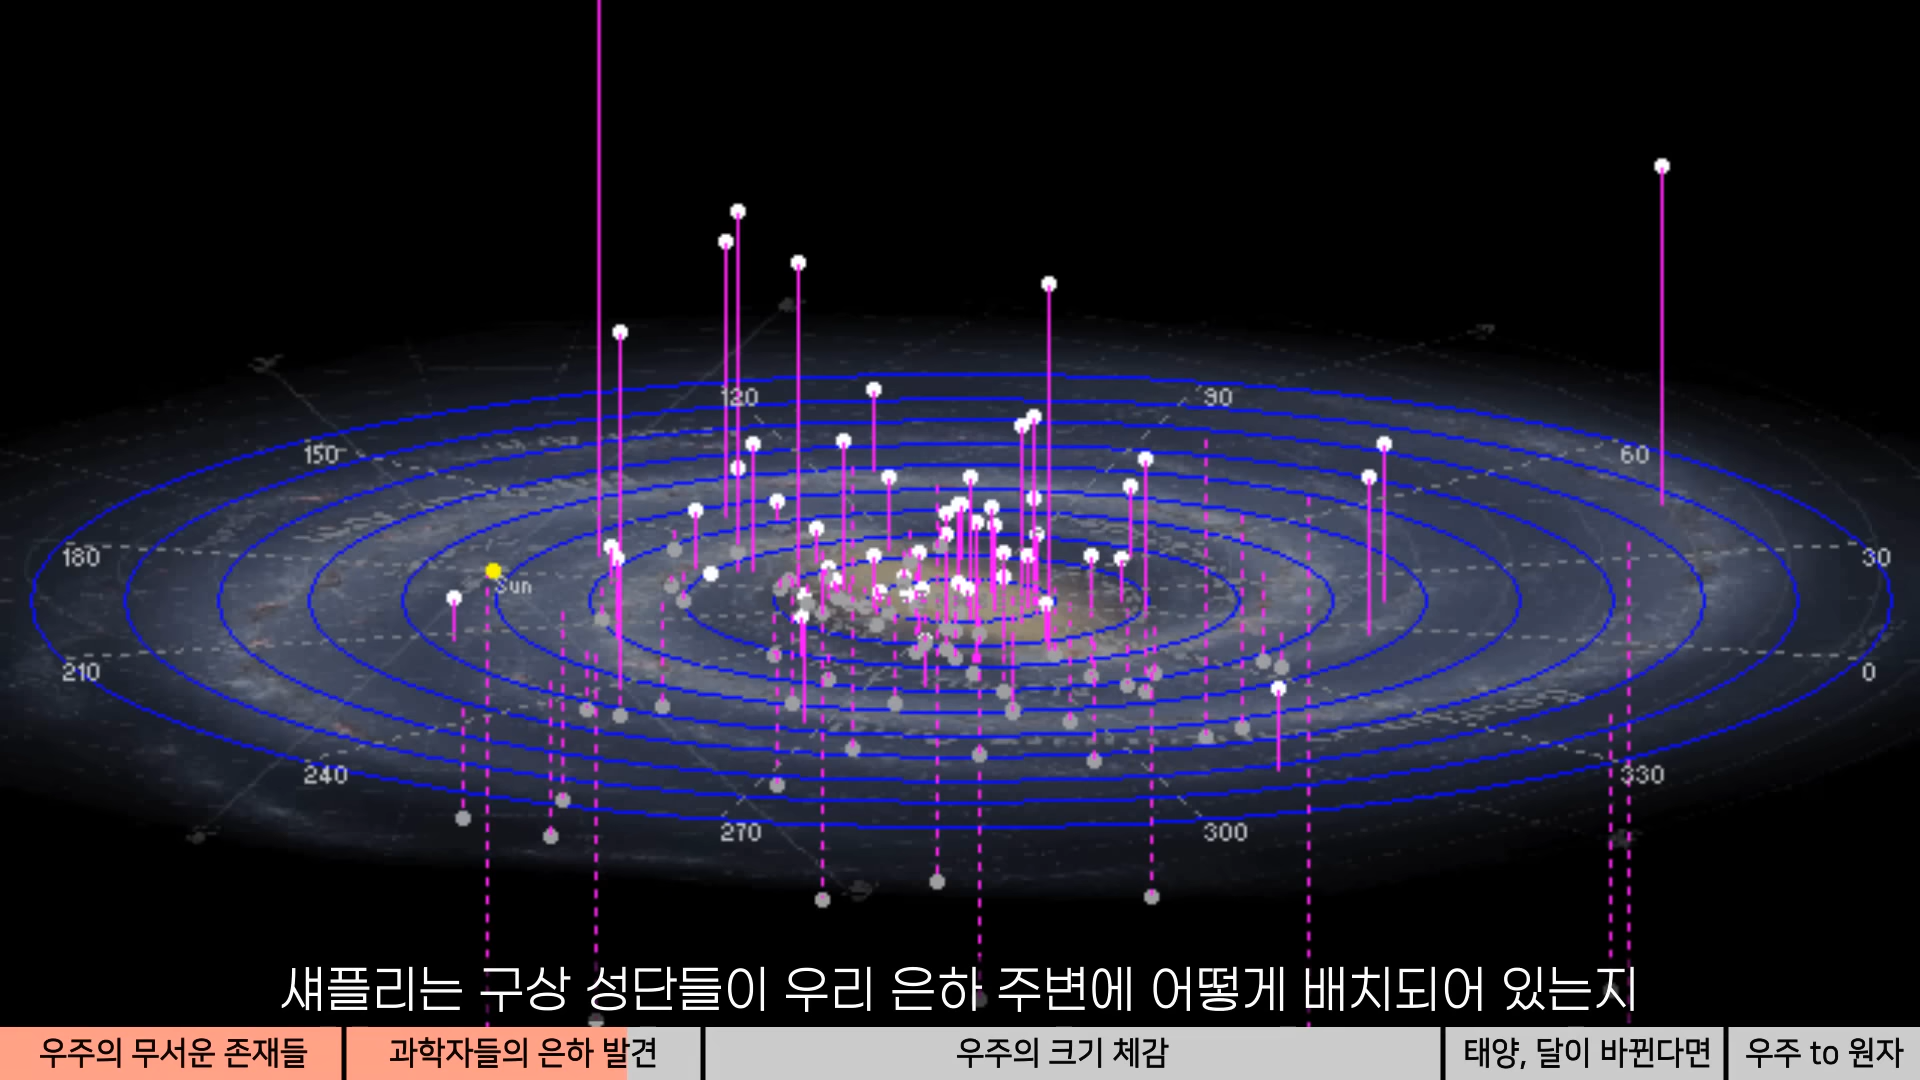 120
30
150
60
180
Sun
30
210
0
240
330
270
300
섀플리는 구상 성단들이 우리 은하 주변에 어떻게 배치되어 있는지
우주의 무서운 존재들
과학자들의 은하 발견
우주의 크기 체감
태양, 달이 바뀐다면
우주 to 원자